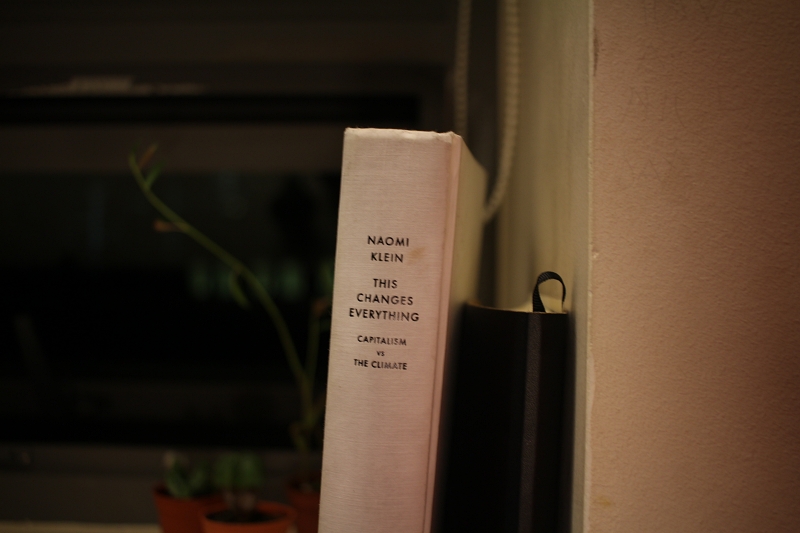 NAOMI
KLEIN
THIS
CHANGES
EVERYTHING
CAPITALISM
vs
THE CLIMATE